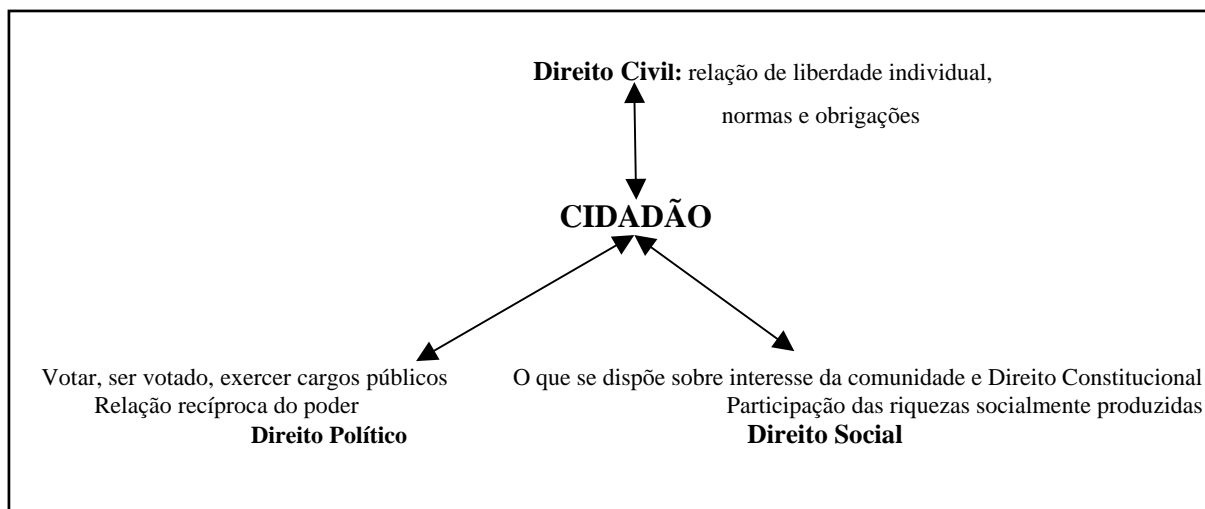 Direito Civil: relação de liberdade individual,
normas e obrigações
CIDADÃO
Votar, ser votado, exercer cargos públicos
Relação recíproca do poder
Direito Político
O que se dispõe sobre interesse da comunidade e Direito Constitucional
Participação das riquezas socialmente produzidas
Direito Social